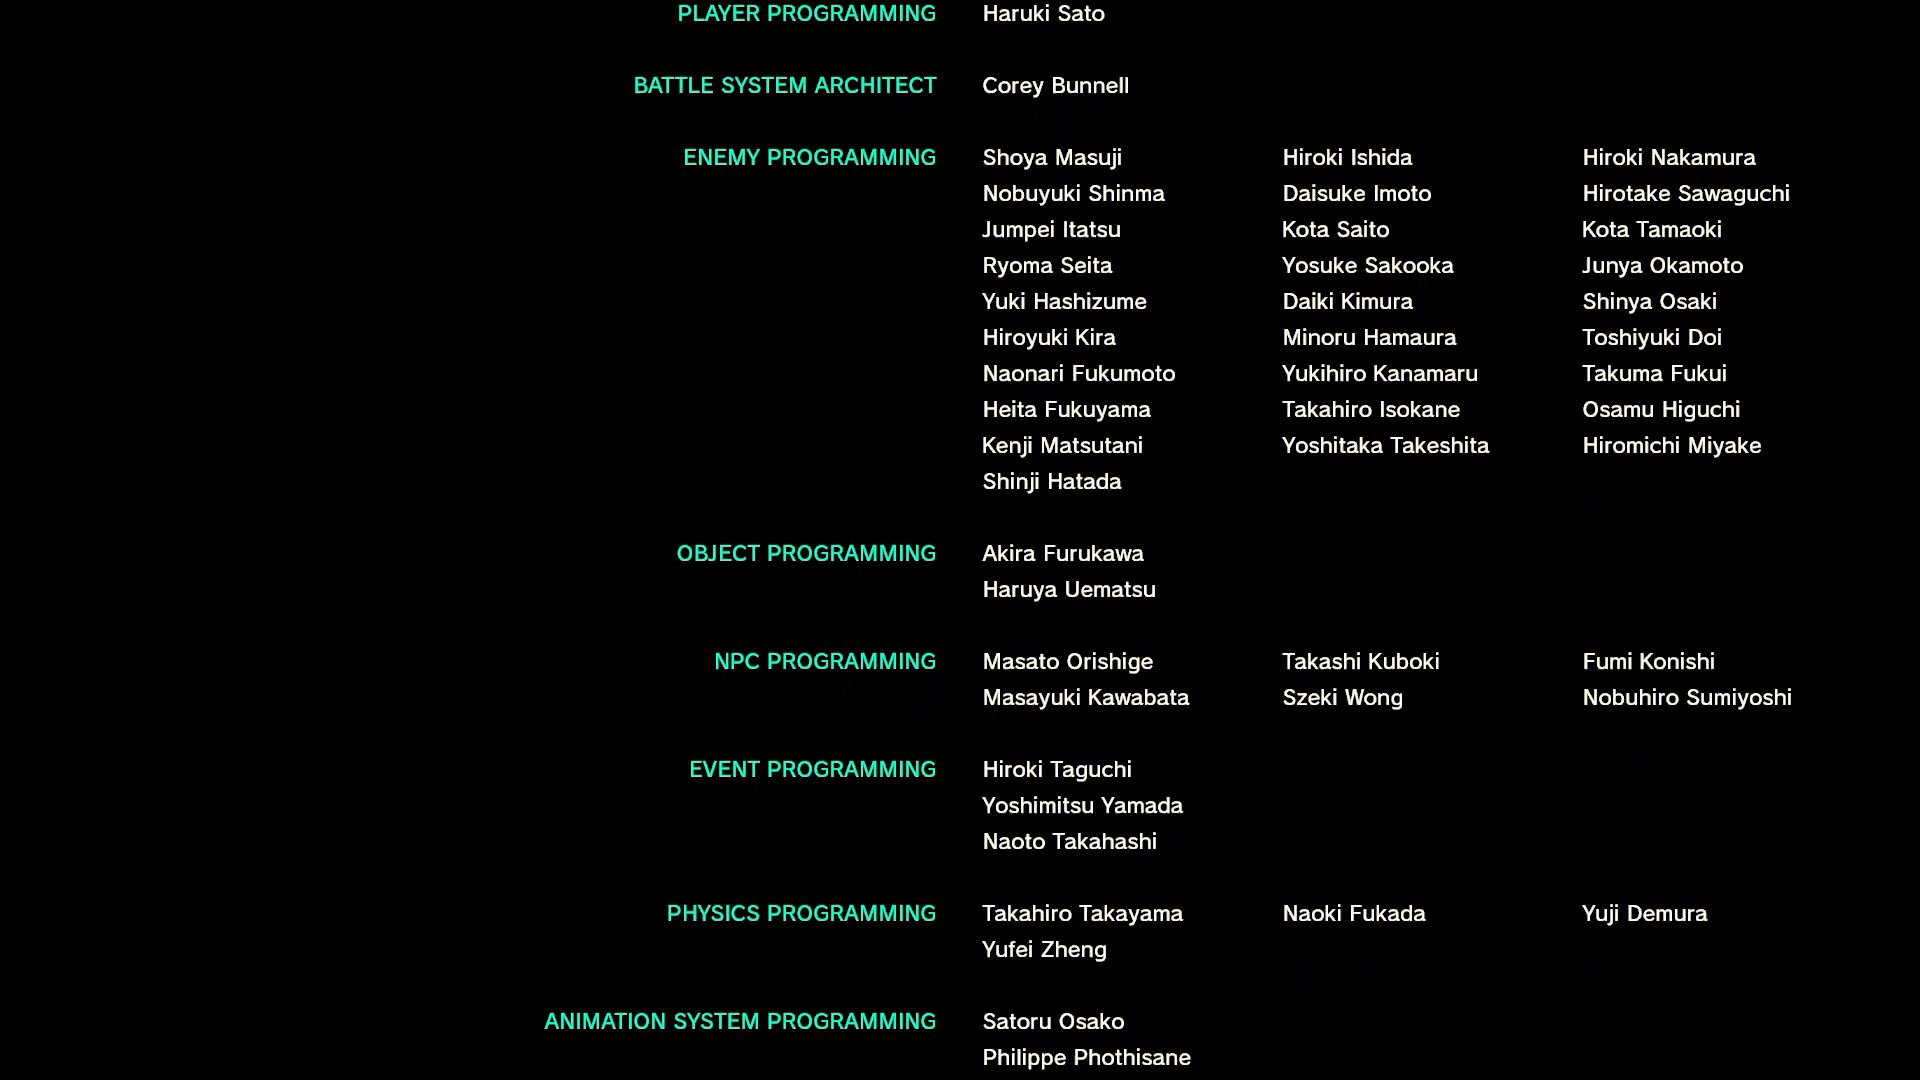 PLAYER PROGRAMMING Haruki Sato
BATTLE SYSTEM ARCHITECT Corey Bunnell
ENEMY PROGRAMMING Shoya Masuji Hiroki Ishida Hiroki Nakamura
Nobuyuki Shinma Daisuke Imoto Hirotake Sawaguchi
Jumpei Itatsu Kota Saito Kota Tamaoki
Ryoma Seita Yosuke Sakooka Junya Okamoto
Yuki Hashizume Daiki Kimura Shinya Osaki
Hiroyuki Kira Minoru Hamaura Toshiyuki Doi
Naonari Fukumoto Yukihiro Kanamaru Takuma Fukui
Heita Fukuyama Takahiro Isokane Osamu Higuchi
Kenji Matsutani Yoshitaka Takeshita Hiromichi Miyake
Shinji Hatada
OBJECT PROGRAMMING Akira Furukawa
Haruya Uematsu
NPC PROGRAMMING Masato Orishige Takashi Kuboki Fumi Konishi
Masayuki Kawabata Szeki Wong Nobuhiro Sumiyoshi
EVENT PROGRAMMING Hiroki Taguchi
Yoshimitsu Yamada
Naoto Takahashi
PHYSICS PROGRAMMING Takahiro Takayama Naoki Fukada Yuji Demura
Yufei Zheng
ANIMATION SYSTEM PROGRAMMING Satoru Osako
Philippe Phothisane